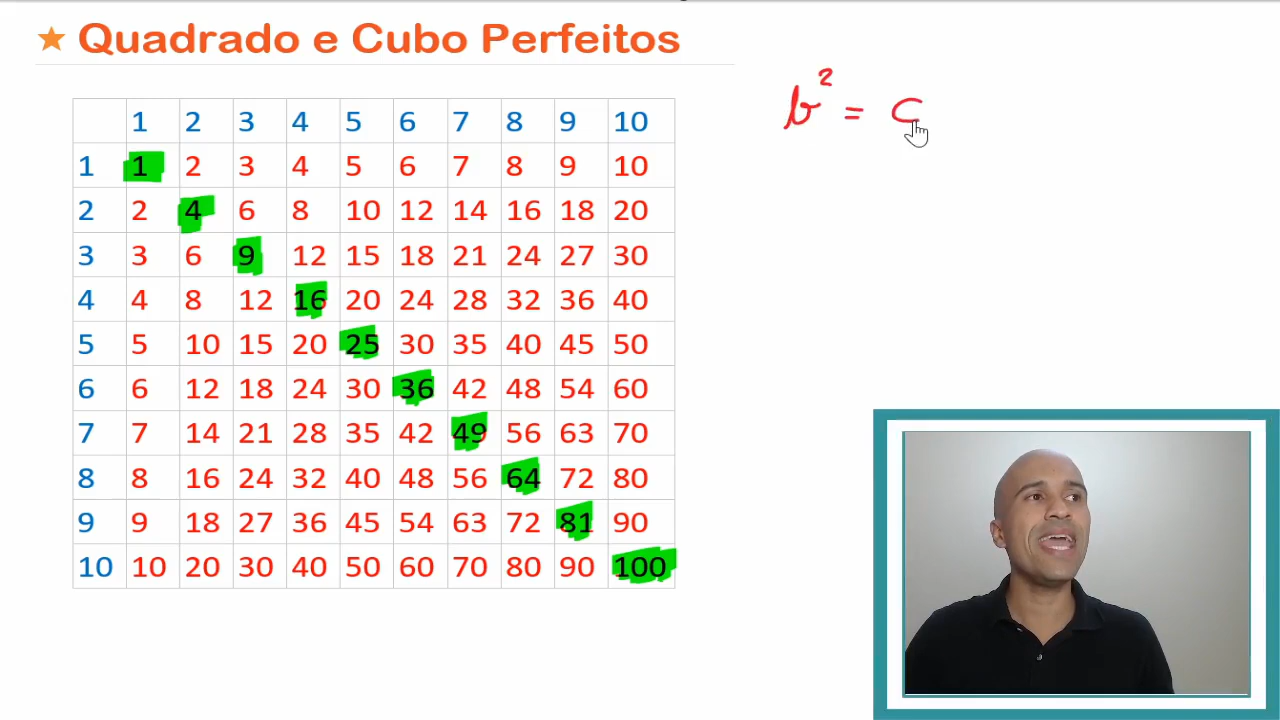 Quadrado e Cubo Perfeitos
b² = c
1 2 3 4 5 6 7 8 9 10
1 1 2 3 4 5 6 7 8 9 10
2 2 4 6 8 10 12 14 16 18 20
3 3 6 9 12 15 18 21 24 27 30
4 4 8 12 16 20 24 28 32 36 40
5 5 10 15 20 25 30 35 40 45 50
6 6 12 18 24 30 36 42 48 54 60
7 7 14 21 28 35 42 49 56 63 70
8 8 16 24 32 40 48 56 64 72 80
9 9 18 27 36 45 54 63 72 81 90
10 10 20 30 40 50 60 70 80 90 100